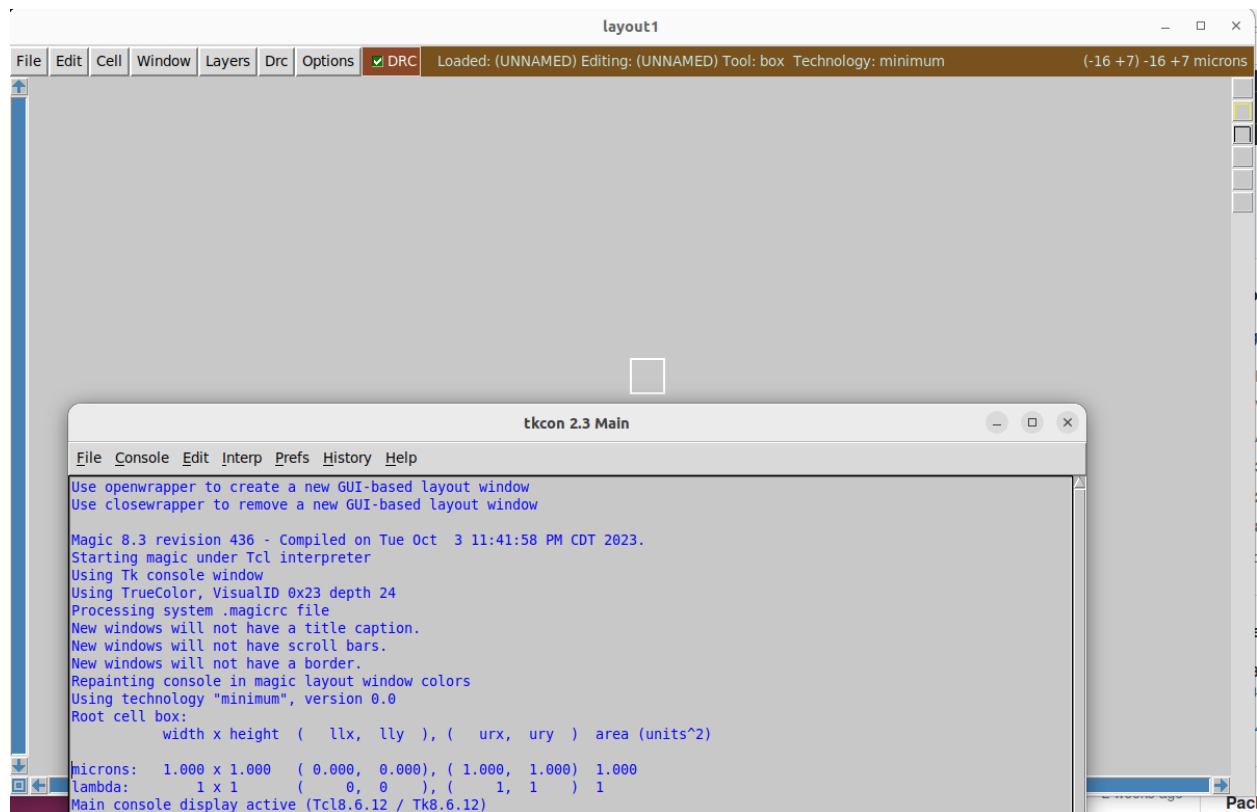 layout1
File Edit Cell Window Layers Drc Options DRC Loaded: (UNNAMED) Editing: (UNNAMED) Tool: box Technology: minimum (-16 +7) -16 +7 microns
tkcon 2.3 Main
File Console Edit Interp Prefs History Help
Use openwrapper to create a new GUI-based layout window
Use closewrapper to remove a new GUI-based layout window
Magic 8.3 revision 436 - Compiled on Tue Oct  3 11:41:58 PM CDT 2023.
Starting magic under Tcl interpreter
Using Tk console window
Using TrueColor, VisualID 0x23 depth 24
Processing system .magicrc file
New windows will not have a title caption.
New windows will not have scroll bars.
New windows will not have a border.
Repainting console in magic layout window colors
Using technology "minimum", version 0.0
Root cell box:
width x height  (   llx,  lly  ), (   urx,  ury  )  area (units^2)
microns:   1.000 x 1.000   ( 0.000,  0.000), ( 1.000,  1.000)  1.000
lambda:        1 x 1       (     0,  0    ), (     1,  1    )  1
Main console display active (Tcl8.6.12 / Tk8.6.12)
Pac